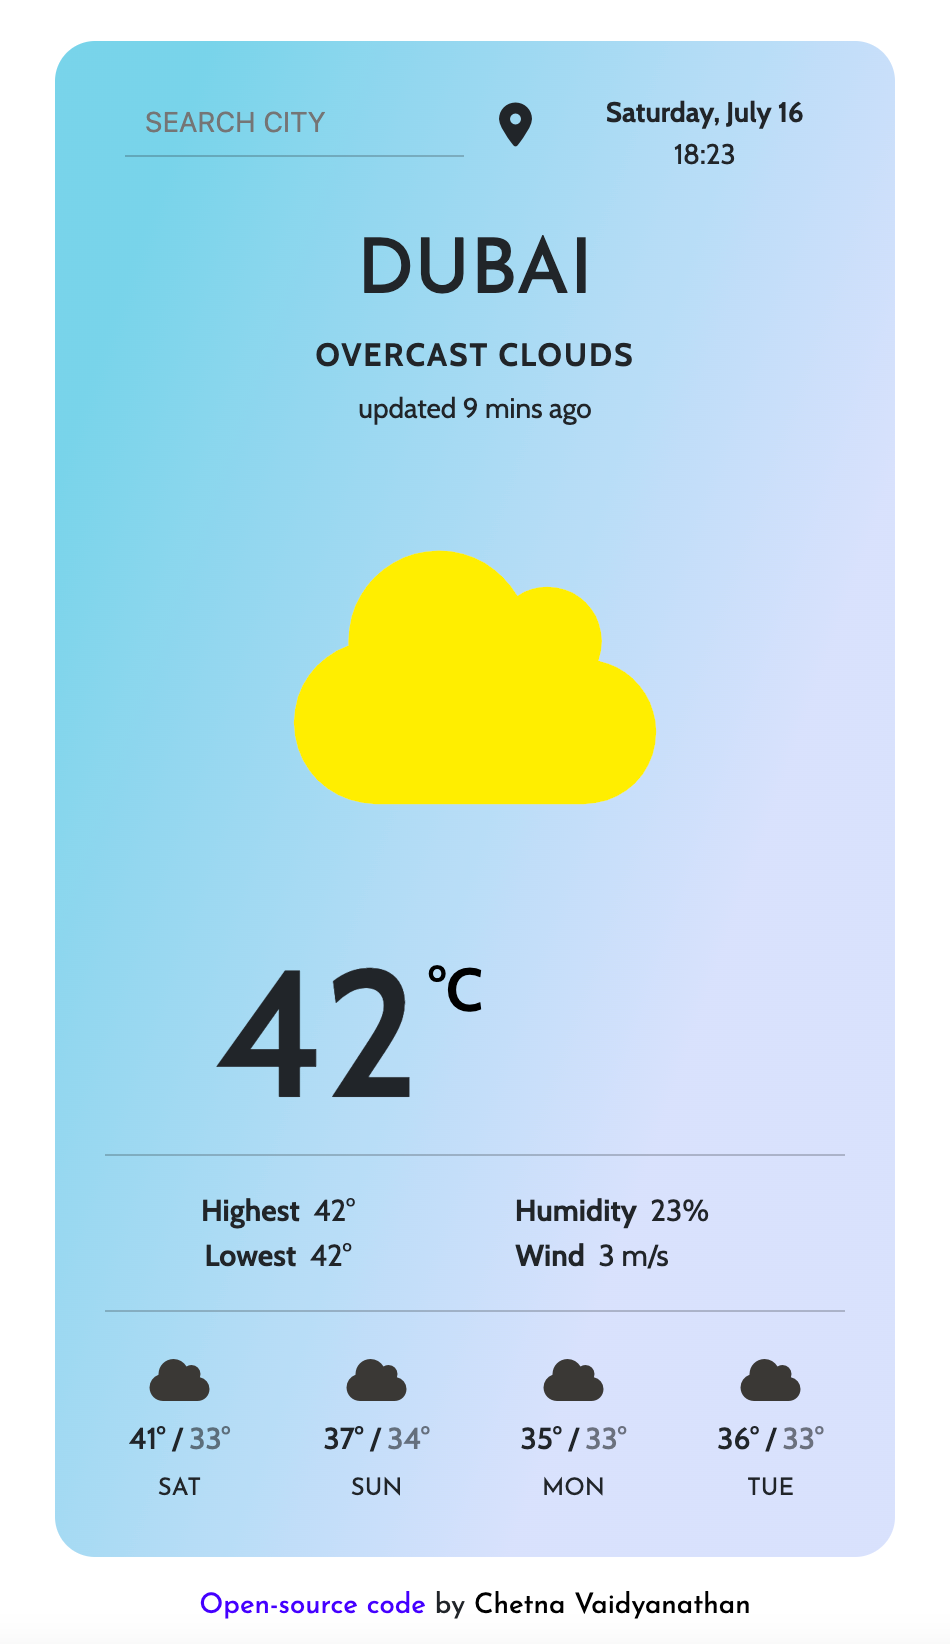 SEARCH CITY
Saturday, July 16
18:23
DUBAI
OVERCAST CLOUDS
updated 9 mins ago
42 °C
Highest 42° Humidity 23%
Lowest 42° Wind 3 m/s
41° / 33° 37° / 34° 35° / 33° 36° / 33°
SAT SUN MON TUE
Open-source code by Chetna Vaidyanathan